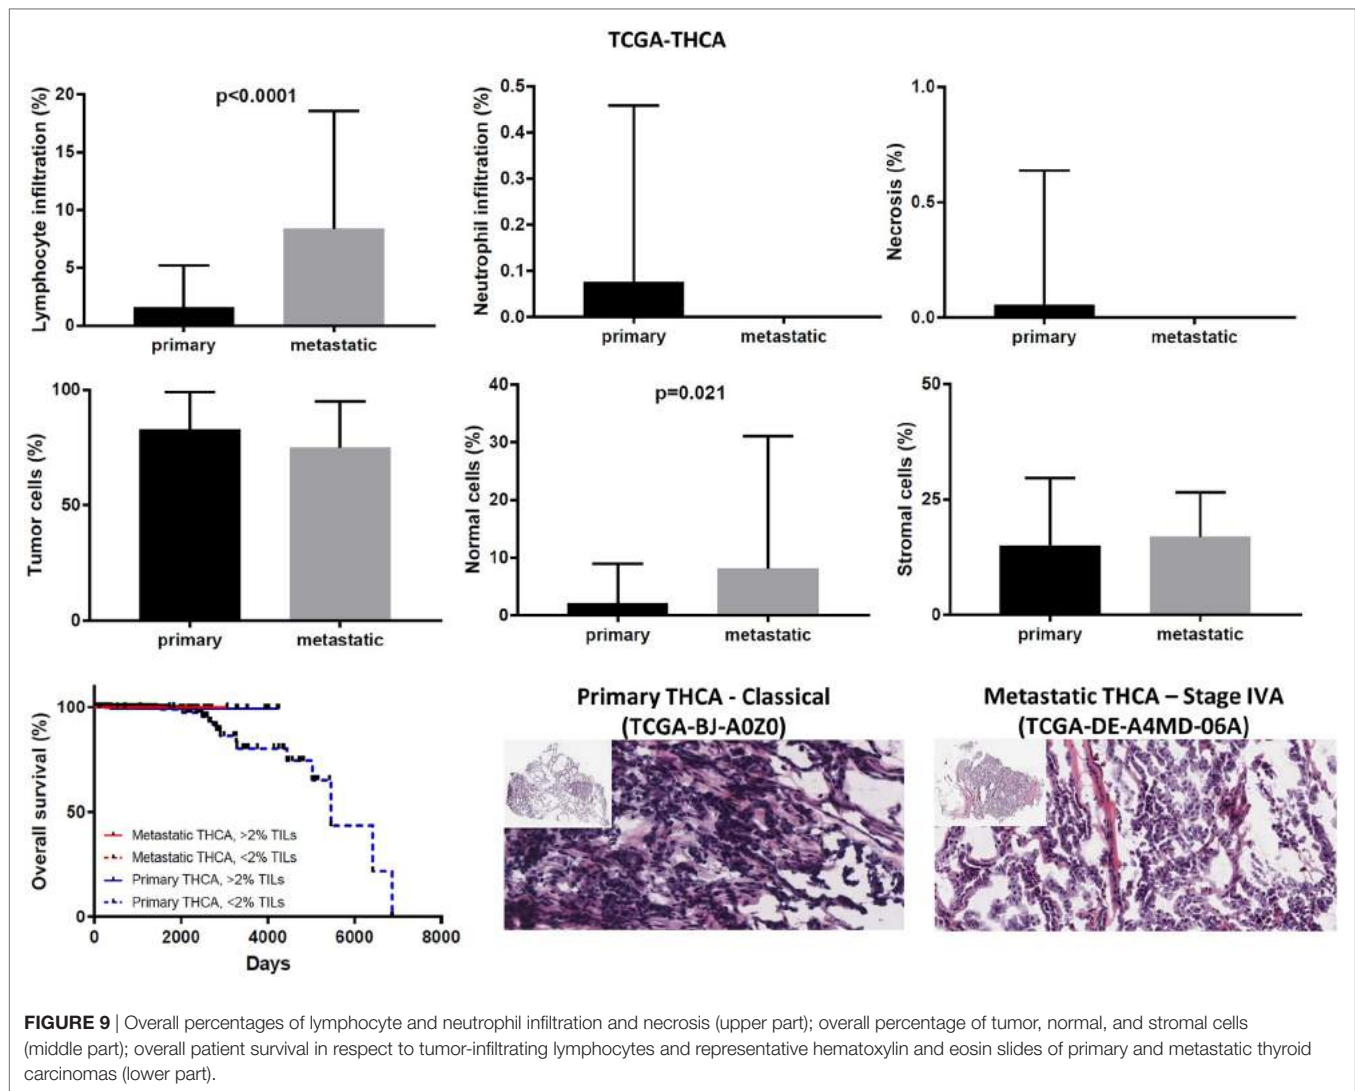 TCGA-THCA
Lymphocyte infiltration (%)
20
15
10
5
0
p<0.0001
primary
metastatic
Neutrophil infiltration (%)
0.5
0.4
0.3
0.2
0.1
0.0
primary
metastatic
Necrosis (%)
1.0
0.5
0.0
primary
metastatic
Tumor cells (%)
100
50
0
primary
metastatic
Normal cells (%)
40
30
20
10
0
p=0.021
primary
metastatic
Stromal cells (%)
50
25
0
primary
metastatic
Overall survival (%)
100
50
0
Metastatic THCA, >2% TILs
Metastatic THCA, <2% TILs
Primary THCA, >2% TILs
Primary THCA, <2% TILs
0
2000
4000
6000
8000
Days
Primary THCA - Classical
(TCGA-BJ-A0Z0)
Metastatic THCA – Stage IVA
(TCGA-DE-A4MD-06A)
FIGURE 9 | Overall percentages of lymphocyte and neutrophil infiltration and necrosis (upper part); overall percentage of tumor, normal, and stromal cells
(middle part); overall patient survival in respect to tumor-infiltrating lymphocytes and representative hematoxylin and eosin slides of primary and metastatic thyroid
carcinomas (lower part).